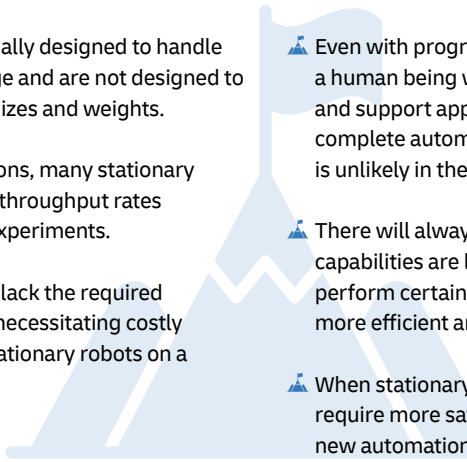 ally designed to handle
ge and are not designed to
izes and weights.
ons, many stationary
throughput rates
xperiments.
lack the required
necessitating costly
ationary robots on a
Even with progr
a human being w
and support app
complete autom
is unlikely in the
There will alway
capabilities are l
perform certain
more efficient an
When stationary
require more sa
new automation